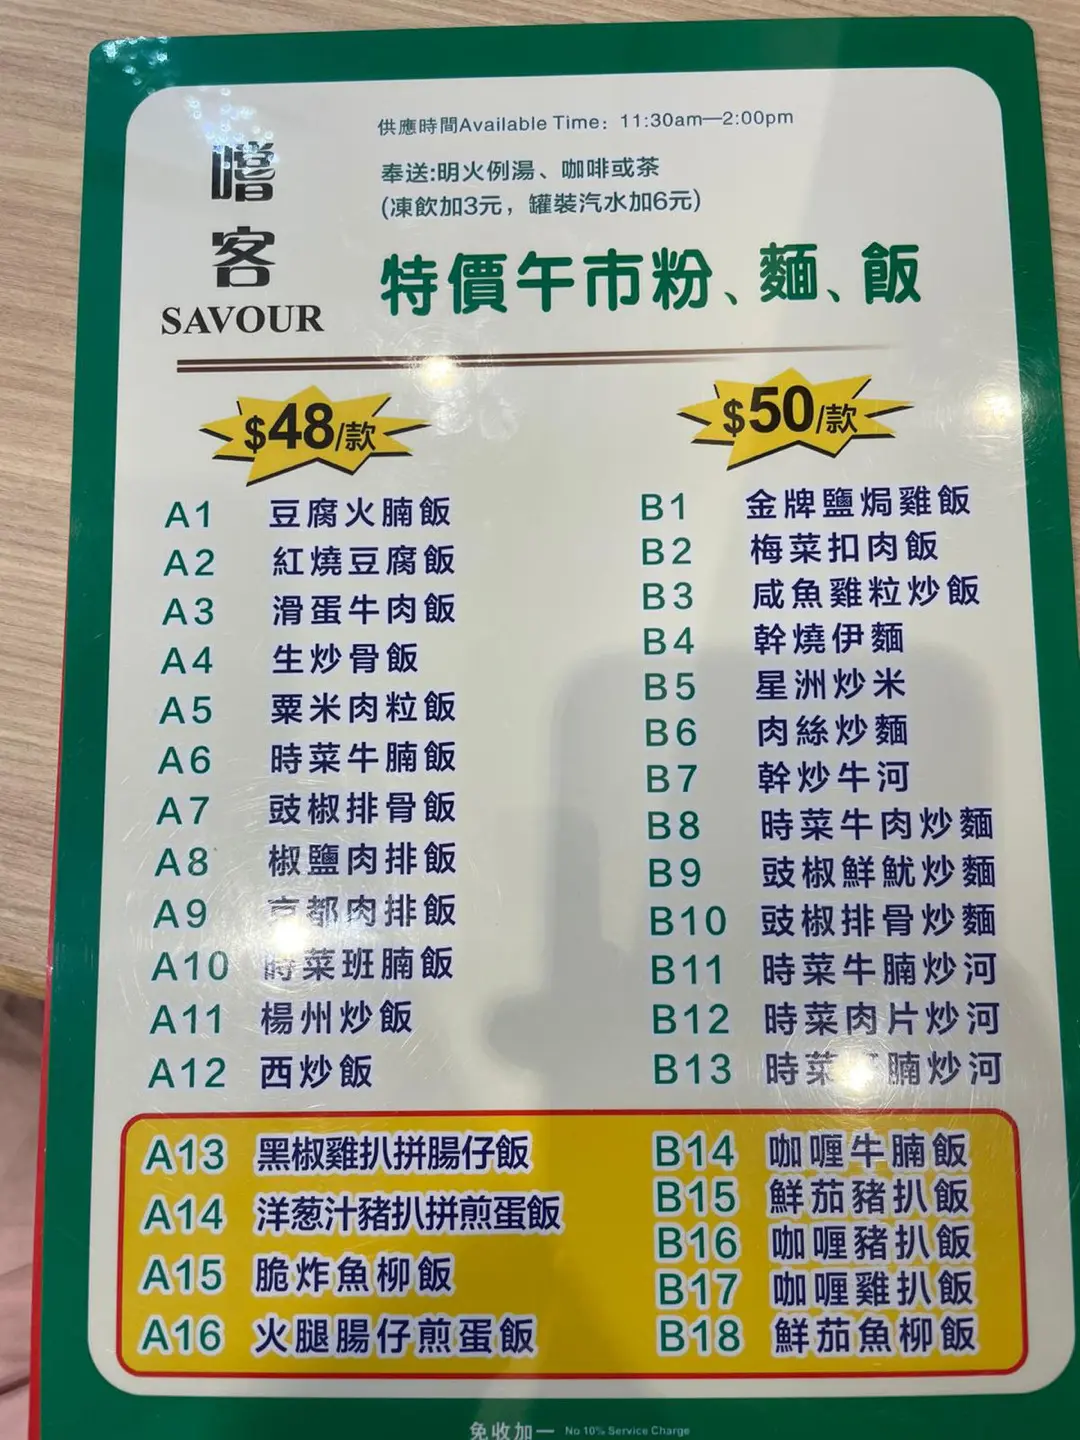 嚐客
SAVOUR
供應時間Available Time：11:30am—2:00pm
奉送:明火例湯、咖啡或茶
(凍飲加3元，罐裝汽水加6元)
特價午市粉、麵、飯
$48/款
A1 豆腐火腩飯
A2 紅燒豆腐飯
A3 滑蛋牛肉飯
A4 生炒骨飯
A5 粟米肉粒飯
A6 時菜牛腩飯
A7 豉椒排骨飯
A8 椒鹽肉排飯
A9 京都肉排飯
A10 時菜班腩飯
A11 楊州炒飯
A12 西炒飯
A13 黑椒雞扒拼腸仔飯
A14 洋葱汁豬扒拼煎蛋飯
A15 脆炸魚柳飯
A16 火腿腸仔煎蛋飯
$50/款
B1 金牌鹽焗雞飯
B2 梅菜扣肉飯
B3 咸魚雞粒炒飯
B4 幹燒伊麵
B5 星洲炒米
B6 肉絲炒麵
B7 幹炒牛河
B8 時菜牛肉炒麵
B9 豉椒鮮魷炒麵
B10 豉椒排骨炒麵
B11 時菜牛腩炒河
B12 時菜肉片炒河
B13 時菜腩炒河
B14 咖喱牛腩飯
B15 鮮茄豬扒飯
B16 咖喱豬扒飯
B17 咖喱雞扒飯
B18 鮮茄魚柳飯
免收加一 No 10% Service Charge